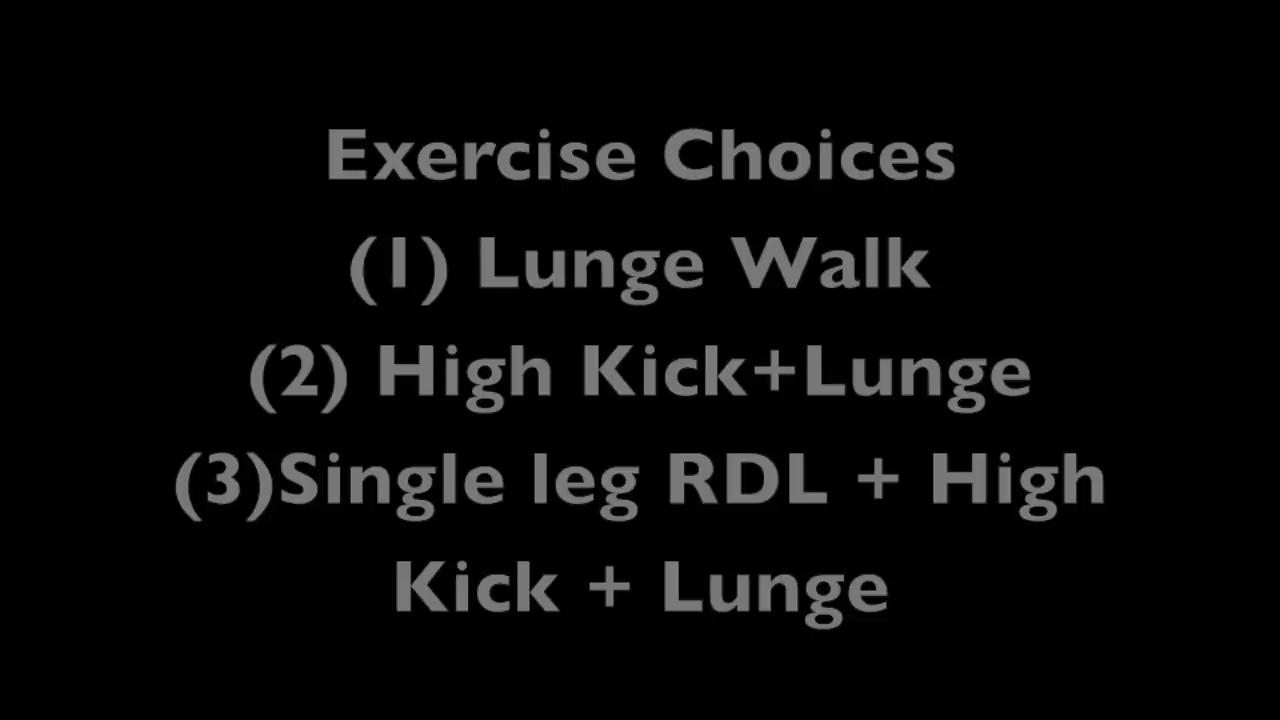 Exercise Choices
(1) Lunge Walk
(2) High Kick+Lunge
(3)Single leg RDL + High
Kick + Lunge